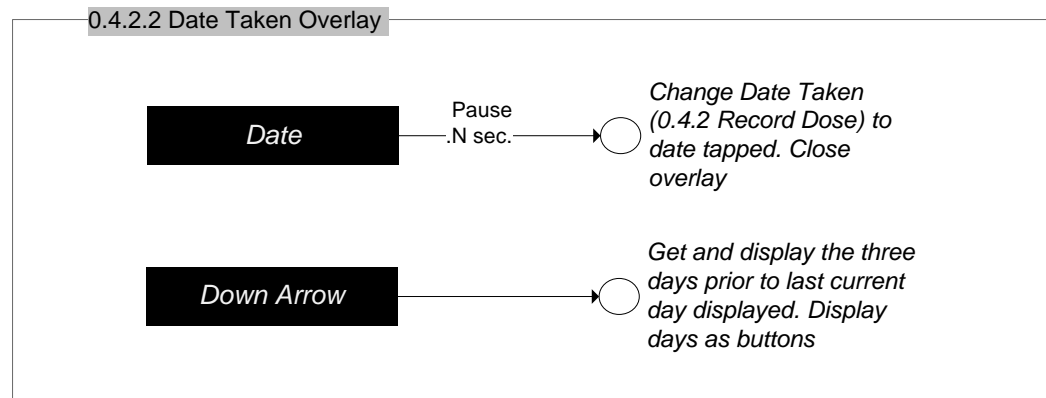 0.4.2.2 Date Taken Overlay
Date
Pause
.N sec.
Change Date Taken
(0.4.2 Record Dose) to
date tapped. Close
overlay
Down Arrow
Get and display the three
days prior to last current
day displayed. Display
days as buttons